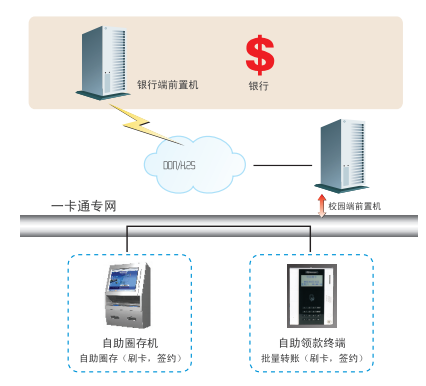 银行端前置机
银行
DDN/X.25
校园端前置机
一卡通专网
自助圈存机
自助圈存（刷卡，签约）
自助领款终端
批量转账（刷卡，签约）